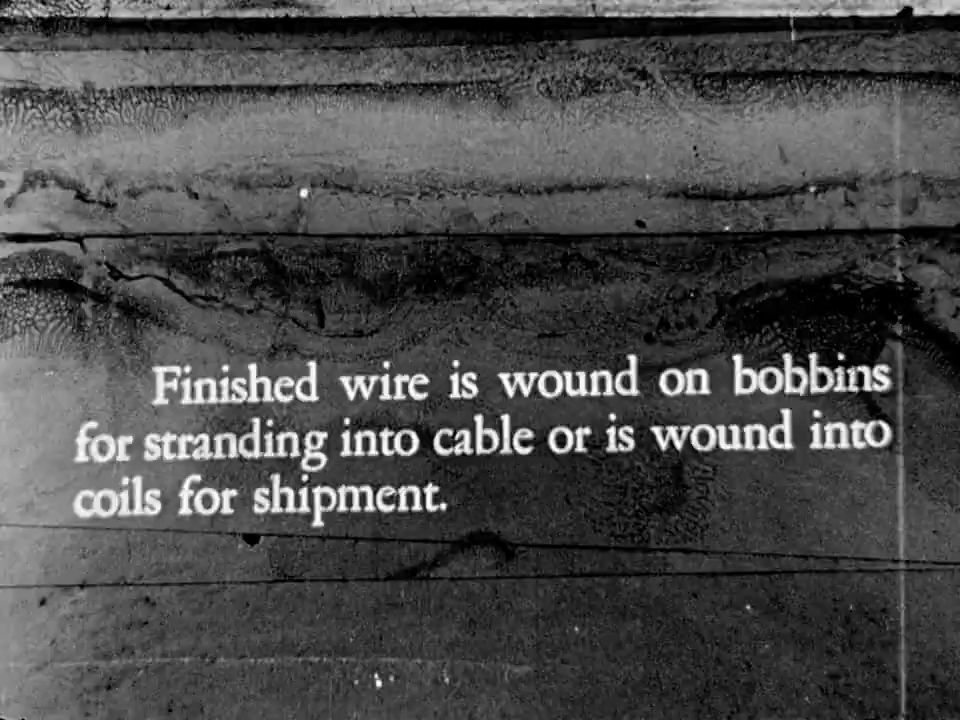 Finished wire is wound on bobbins
for stranding into cable or is wound into
coils for shipment.